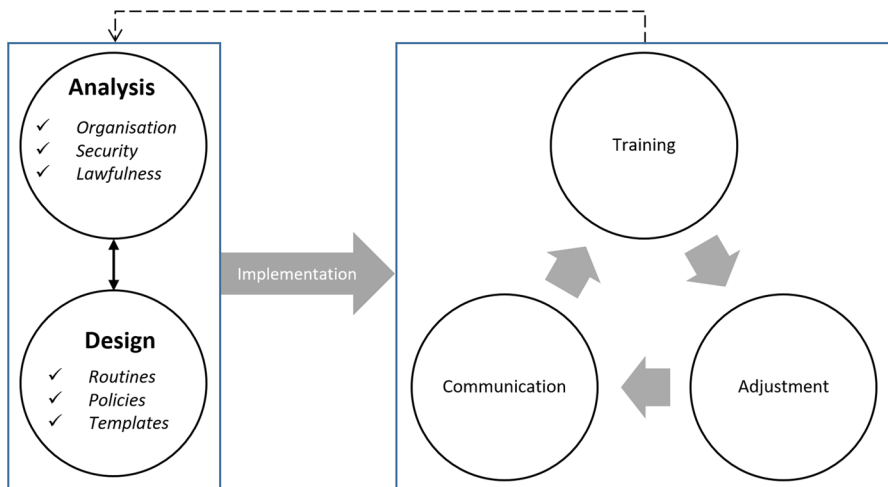 Analysis
✓ Organisation
✓ Security
✓ Lawfulness
Design
✓ Routines
✓ Policies
✓ Templates
Implementation
Training
Communication
Adjustment